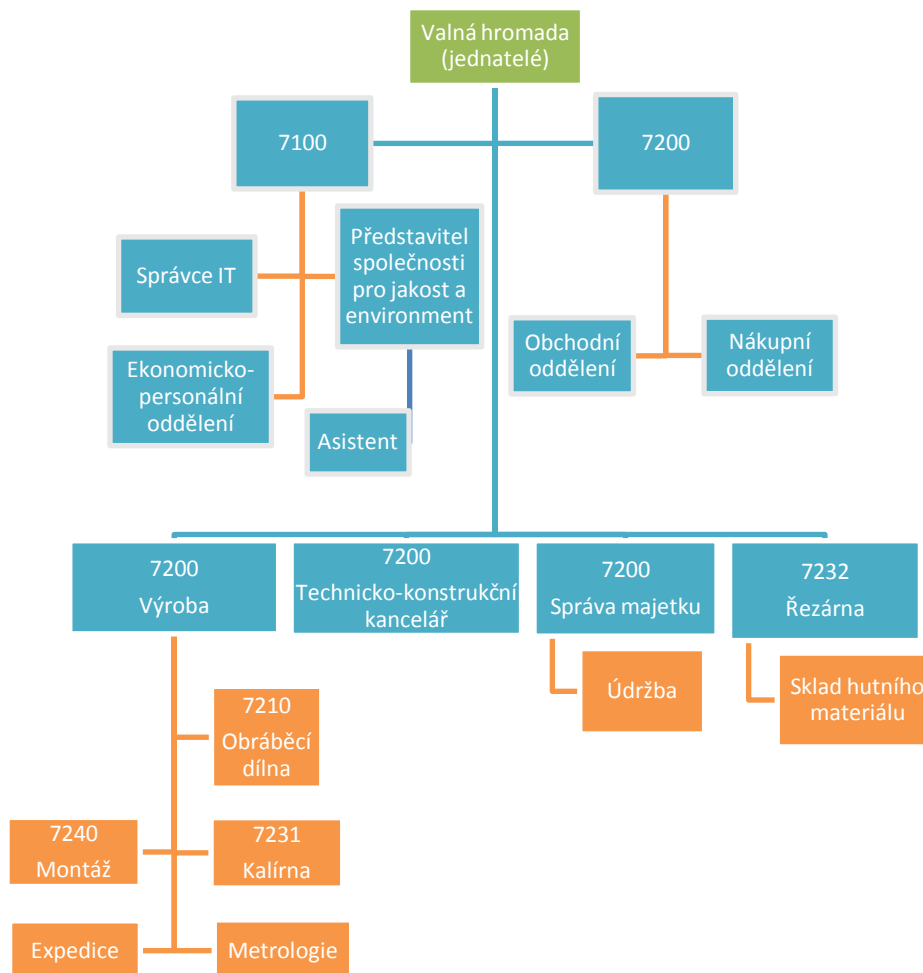 Valná hromada
(jednatelé)
7100
7200
Správce IT
Představitel
společnosti
pro jakost a
environment
Ekonomicko-
personální
oddělení
Asistent
Obchodní
oddělení
Nákupní
oddělení
7200
Výroba
7200
Technicko-konstrukční
kancelář
7200
Správa majetku
7232
Řezárna
Údržba
Sklad hutního
materiálu
7210
Obráběcí
dílna
7240
Montáž
7231
Kalírna
Expedice
Metrologie